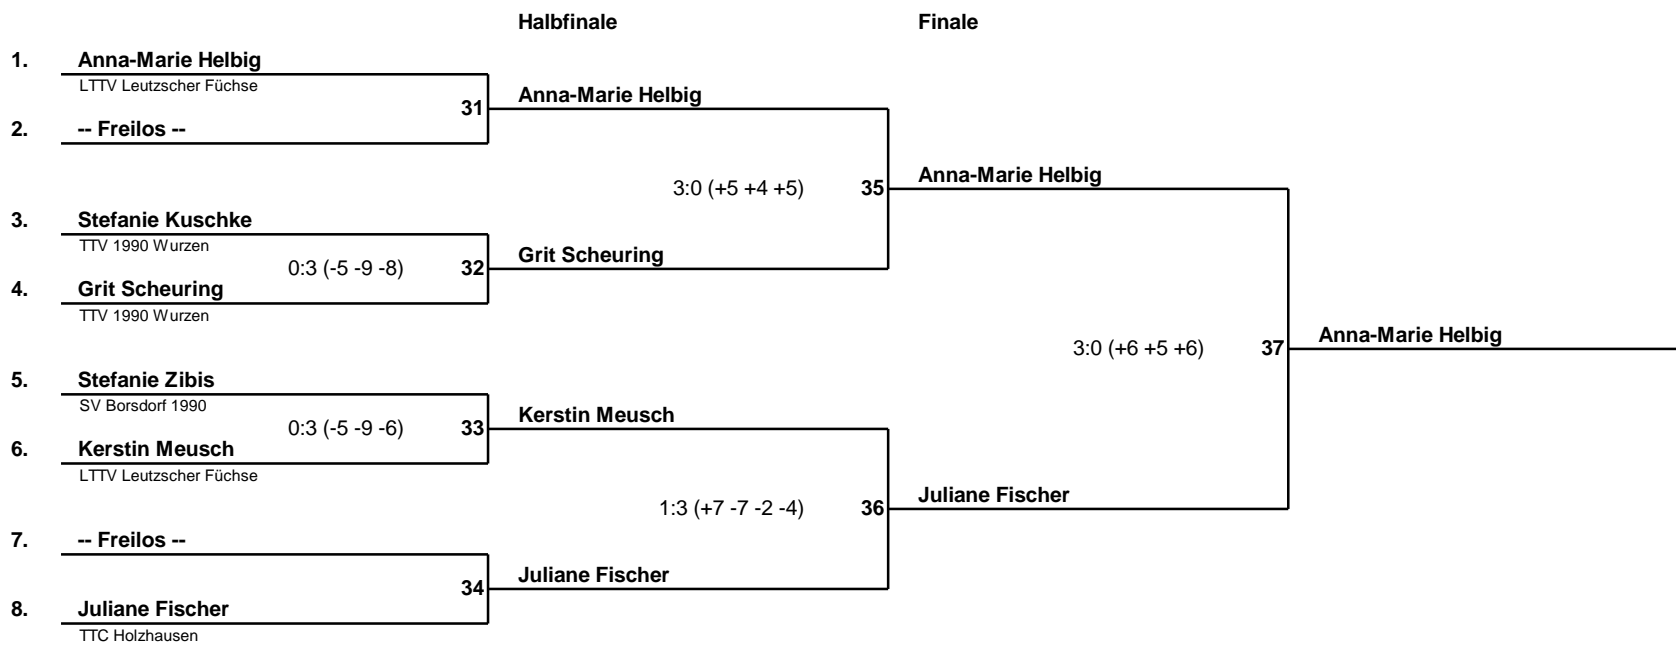 Halbfinale Finale
1. Anna-Marie Helbig
LTTV Leutzscher Füchse
31 Anna-Marie Helbig
2. -- Freilos --
3:0 (+5 +4 +5) 35 Anna-Marie Helbig
3. Stefanie Kuschke
TTV 1990 Wurzen
0:3 (-5 -9 -8) 32 Grit Scheuring
4. Grit Scheuring
TTV 1990 Wurzen
3:0 (+6 +5 +6) 37 Anna-Marie Helbig
5. Stefanie Zibis
SV Borsdorf 1990
0:3 (-5 -9 -6) 33 Kerstin Meusch
6. Kerstin Meusch
LTTV Leutzscher Füchse
1:3 (+7 -7 -2 -4) 36 Juliane Fischer
7. -- Freilos --
34 Juliane Fischer
8. Juliane Fischer
TTC Holzhausen